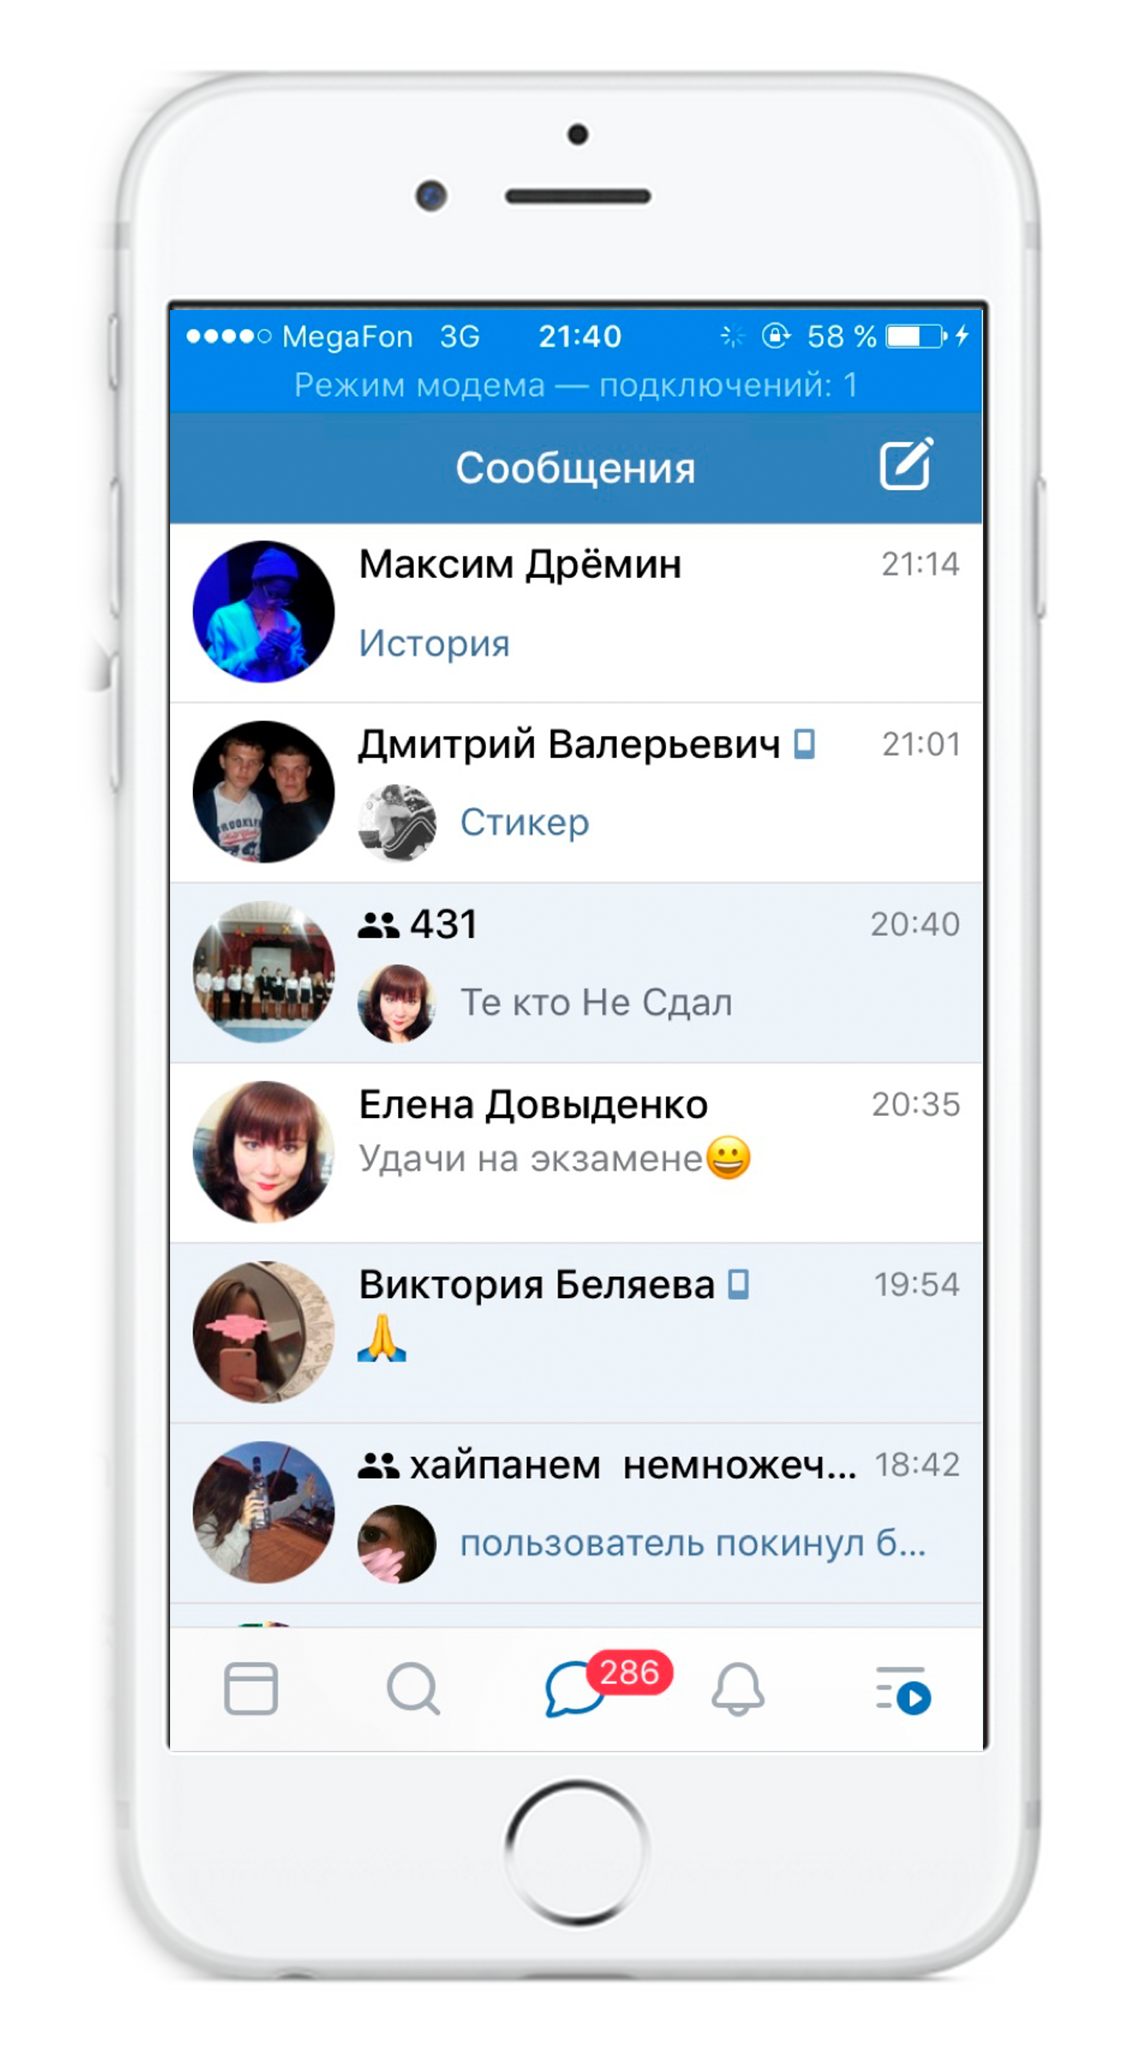 MegaFon 3G 21:40 58 %
Режим модема — подключений: 1
Сообщения
Максим Дрёмин 21:14
История
Дмитрий Валерьевич 21:01
Стикер
431 20:40
Те кто Не Сдал
Елена Довыденко 20:35
Удачи на экзамене😀
Виктория Беляева 19:54
🙏
хайпанем немножеч... 18:42
пользователь покинул б...
286